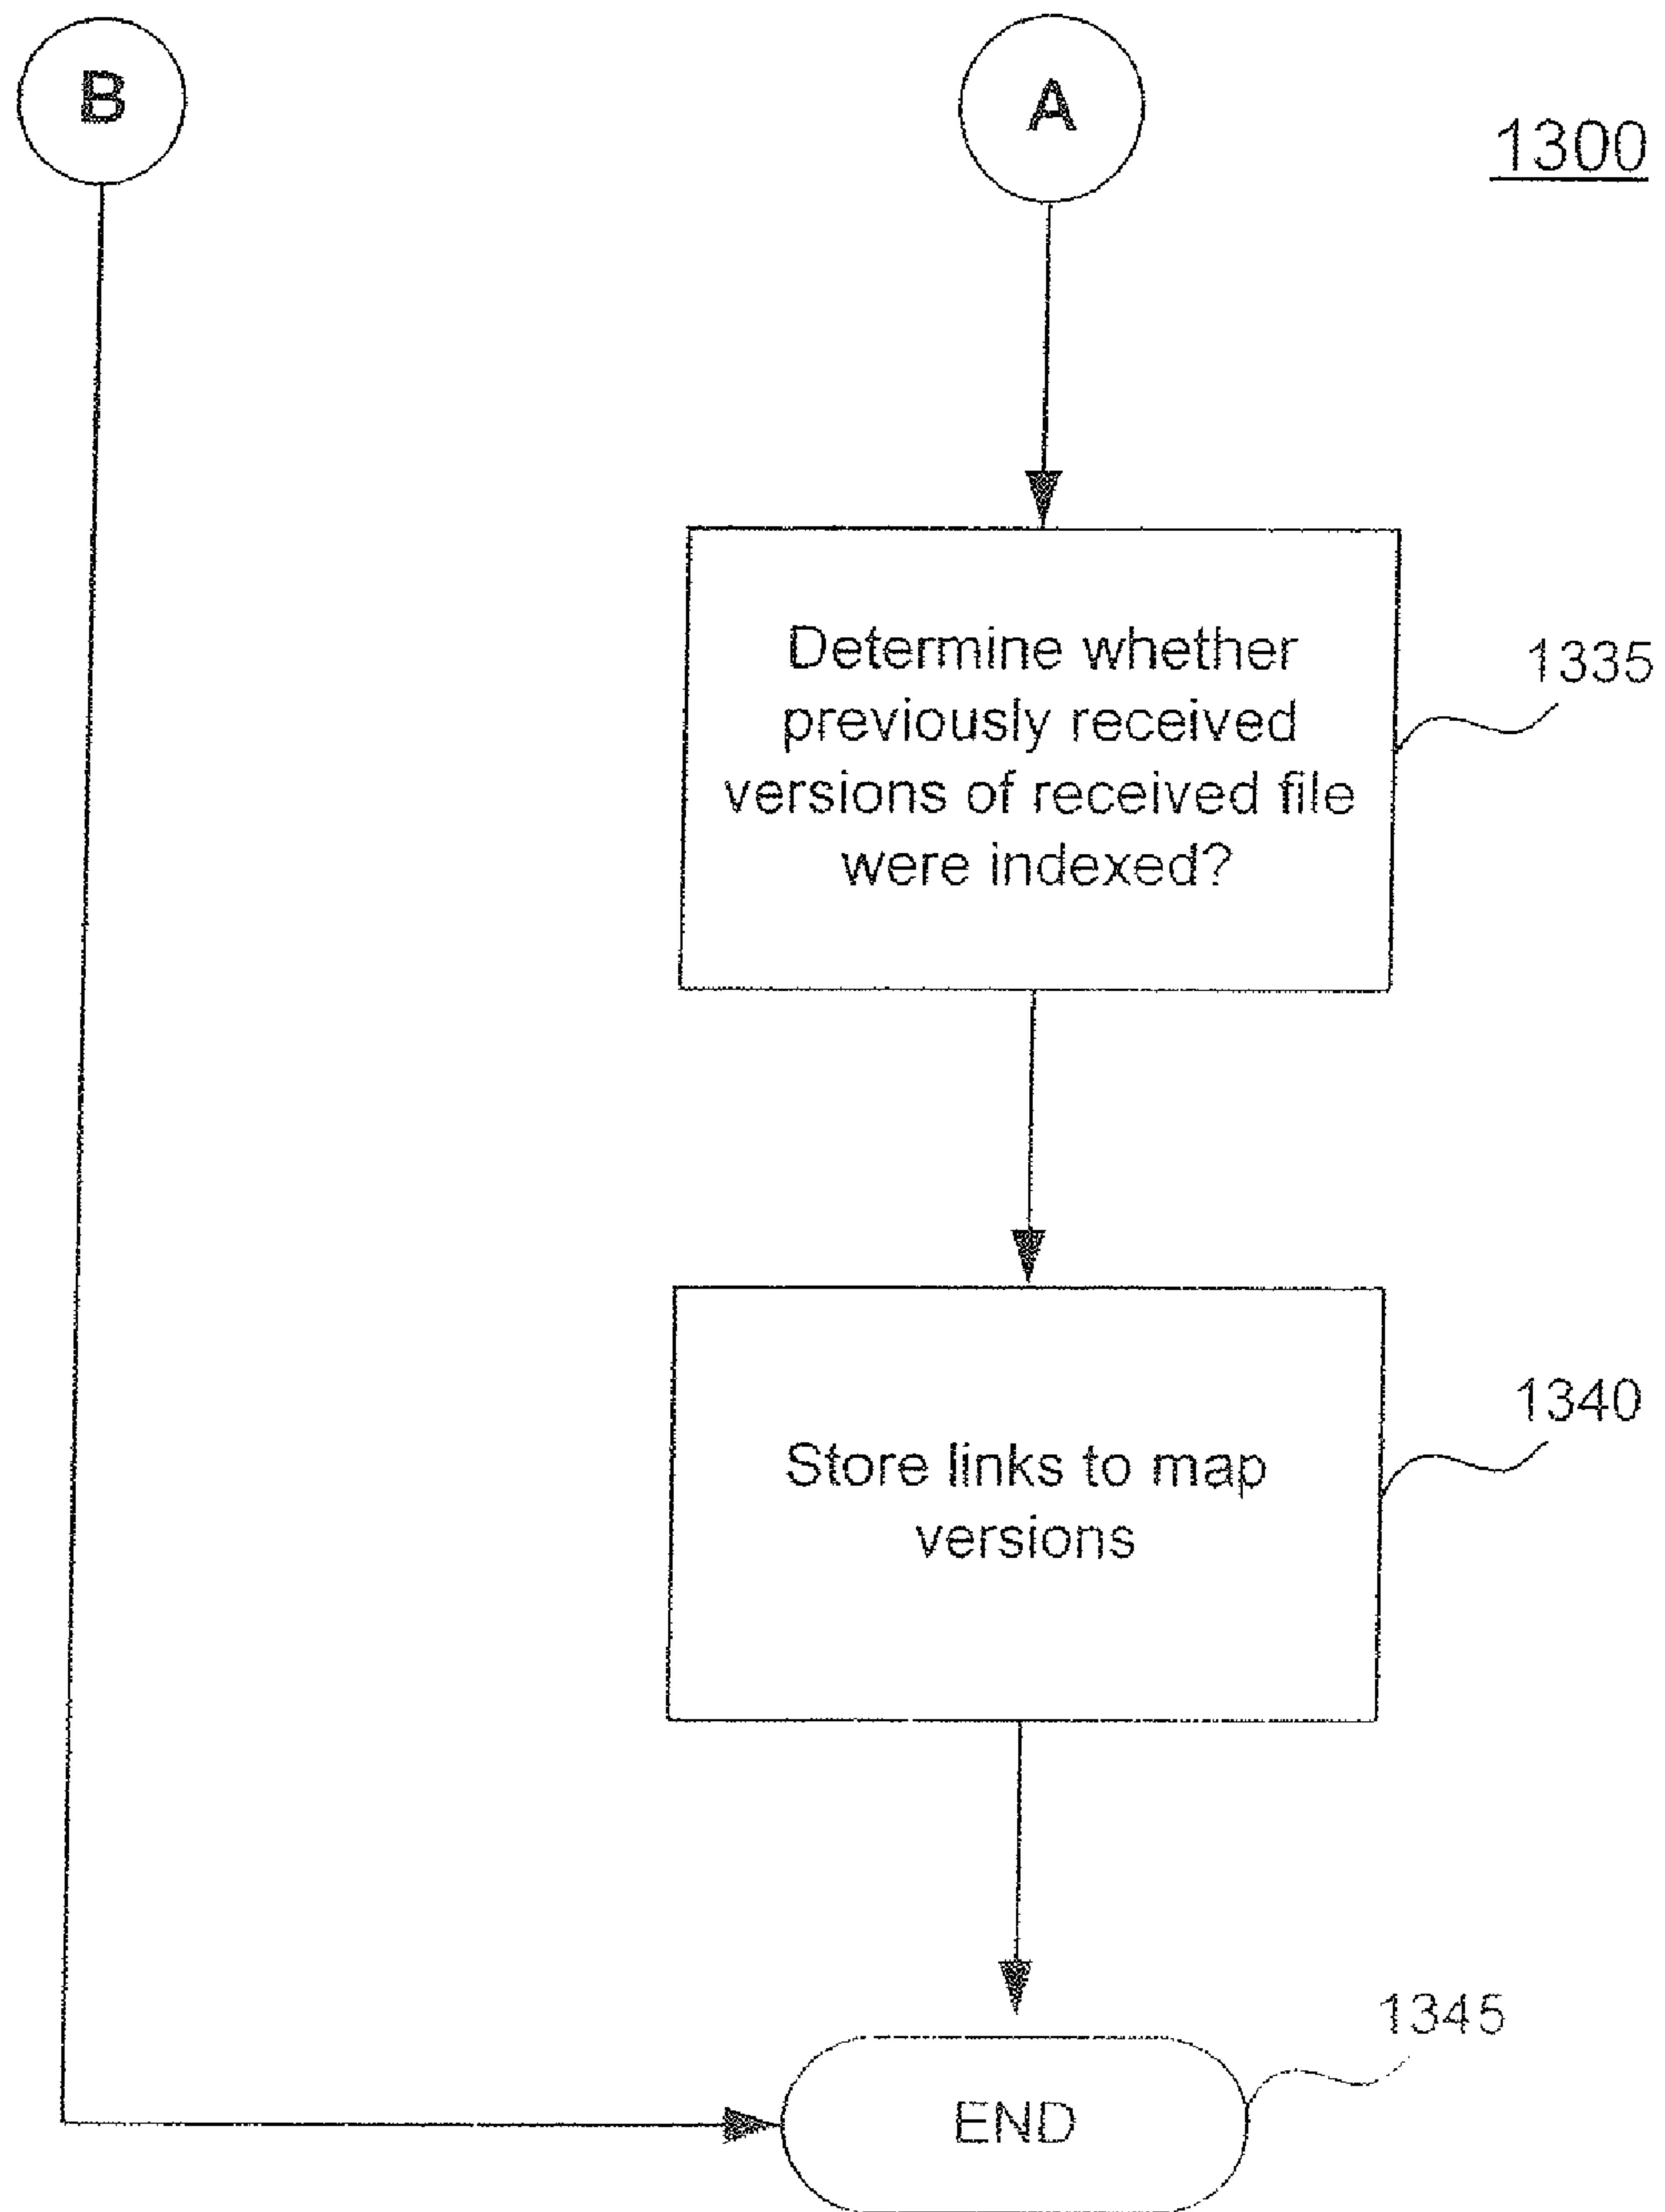 B
A
1300
Determine whether
previously received
versions of received file
were indexed?
1335
Store links to map
versions
1340
1345
END